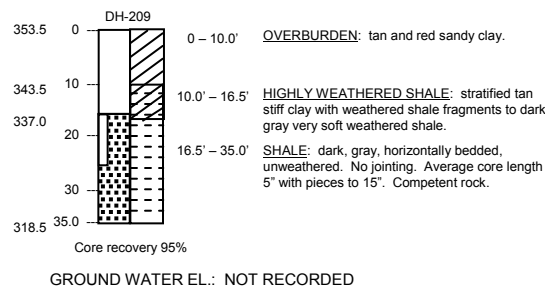 DH-209
353.5 0 0 – 10.0’ OVERBURDEN: tan and red sandy clay.
343.5 10 10.0’ – 16.5’ HIGHLY WEATHERED SHALE: stratified tan
stiff clay with weathered shale fragments to dark
337.0 gray very soft weathered shale.
20 16.5’ – 35.0’ SHALE: dark, gray, horizontally bedded,
unweathered. No jointing. Average core length
5” with pieces to 15”. Competent rock.
30
318.5 35.0
Core recovery 95%
GROUND WATER EL.: NOT RECORDED